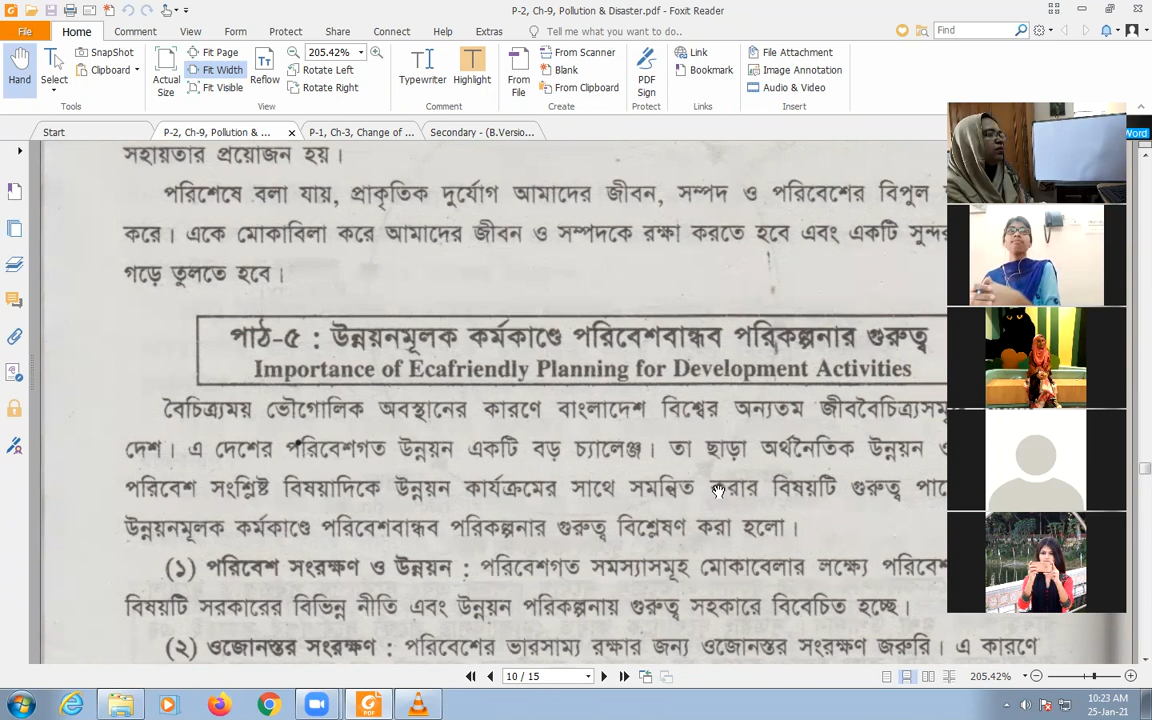 P-2, Ch-9, Pollution & Disaster.pdf - Foxit Reader
File Home Comment View Form Protect Share Connect Help Extras Tell me what you want to do.. Find
Hand Select SnapShot Clipboard Actual Size Fit Page Fit Width Fit Visible Reflow 205.42% Rotate Left Rotate Right Typewriter Highlight From File From Scanner Blank From Clipboard PDF Sign Link Bookmark File Attachment Image Annotation Audio & Video
Tools View Comment Create Protect Links Insert
Start P-2, Ch-9, Pollution & ... P-1, Ch-3, Change of ... Secondary - (B.Versio...
Word
সহায়তার প্রয়োজন হয়।
পরিশেষে বলা যায়, প্রাকৃতিক দুর্যোগ আমাদের জীবন, সম্পদ ও পরিবেশের বিপুল
করে। একে মোকাবিলা করে আমাদের জীবন ও সম্পদকে রক্ষা করতে হবে এবং একটি সুন্দর
গড়ে তুলতে হবে।
পাঠ-৫ : উন্নয়নমূলক কর্মকাণ্ডে পরিবেশবান্ধব পরিকল্পনার গুরুত্ব
Importance of Ecafriendly Planning for Development Activities
বৈচিত্র্যময় ভৌগোলিক অবস্থানের কারণে বাংলাদেশ বিশ্বের অন্যতম জীববৈচিত্র্যসম
দেশ। এ দেশের পরিবেশগত উন্নয়ন একটি বড় চ্যালেঞ্জ। তা ছাড়া অর্থনৈতিক উন্নয়ন
পরিবেশ সংশ্লিষ্ট বিষয়াদিকে উন্নয়ন কার্যক্রমের সাথে সমন্বিত করার বিষয়টি গুরুত্ব পাচ্ছে
উন্নয়নমূলক কর্মকাণ্ডে পরিবেশবান্ধব পরিকল্পনার গুরুত্ব বিশ্লেষণ করা হলো।
(১) পরিবেশ সংরক্ষণ ও উন্নয়ন : পরিবেশগত সমস্যাসমূহ মোকাবেলার লক্ষ্যে পরিবেশ
বিষয়টি সরকারের বিভিন্ন নীতি এবং উন্নয়ন পরিকল্পনায় গুরুত্ব সহকারে বিবেচিত হচ্ছে।
(২) ওজোনস্তর সংরক্ষণ : পরিবেশের ভারসাম্য রক্ষার জন্য ওজোনস্তর সংরক্ষণ জরুরি। এ কারণে
10 / 15 205.42%
10:23 AM
25-Jan-21